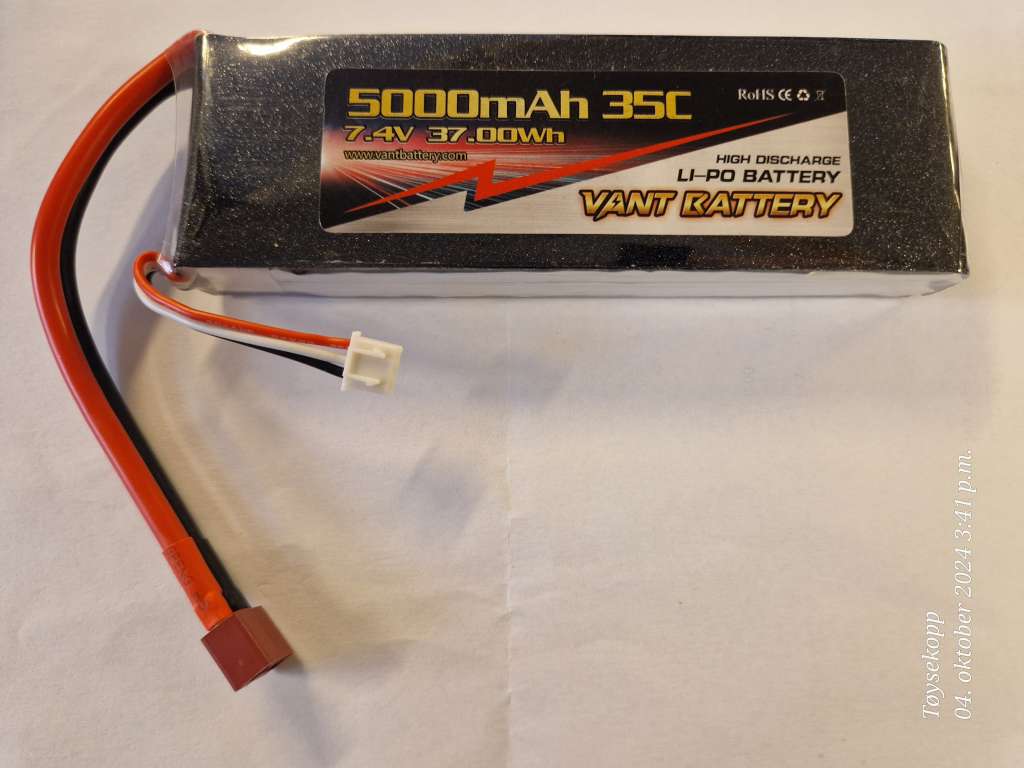 5000mAh 35C
7.4V 37.00Wh
www.vantbattery.com
RoHS CE
HIGH DISCHARGE
LI-PO BATTERY
VANT BATTERY
Toysekopp
04. oktober 2024 3:41 p.m.